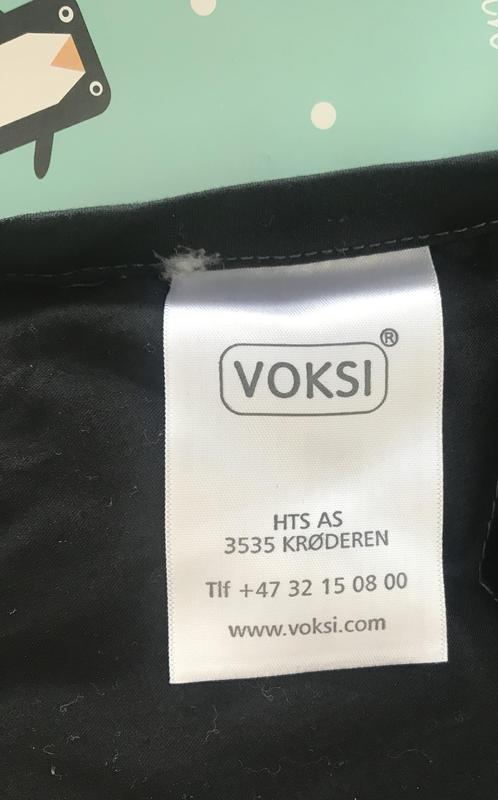 VOKSI®
HTS AS
3535 KRØDEREN
Tlf +47 32 15 08 00
www.voksi.com